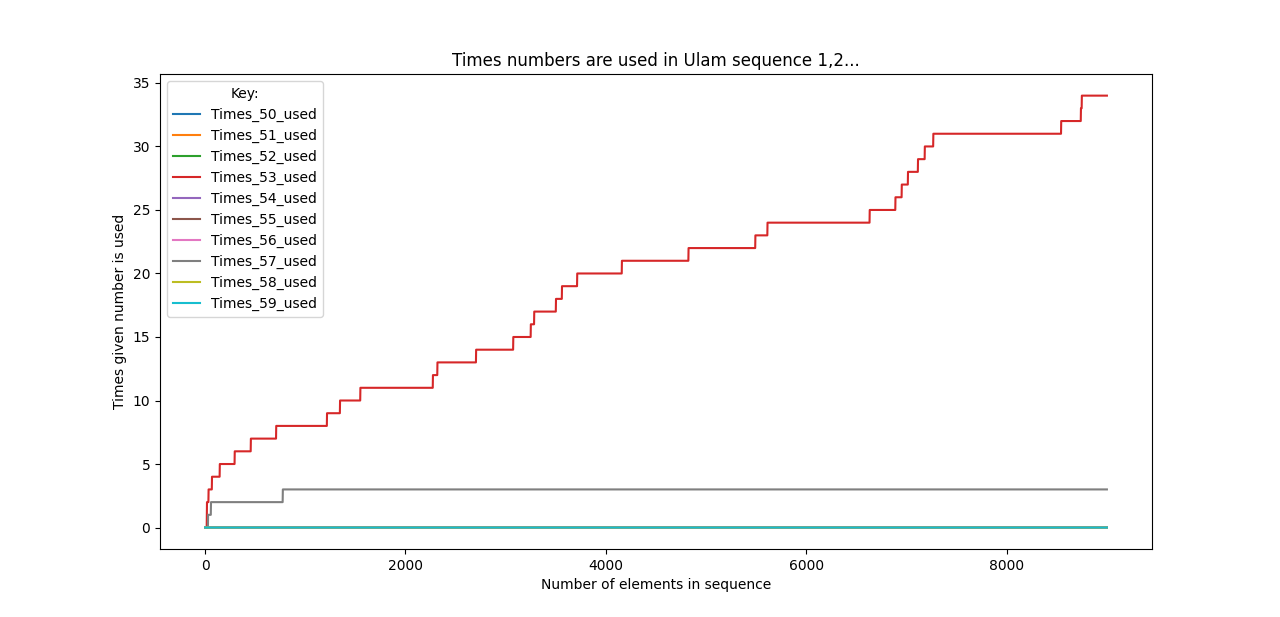 Times numbers are used in Ulam sequence 1,2...
Times given number is used
35
30
25
20
15
10
5
0
Key:
Times_50_used
Times_51_used
Times_52_used
Times_53_used
Times_54_used
Times_55_used
Times_56_used
Times_57_used
Times_58_used
Times_59_used
0 2000 4000 6000 8000
Number of elements in sequence